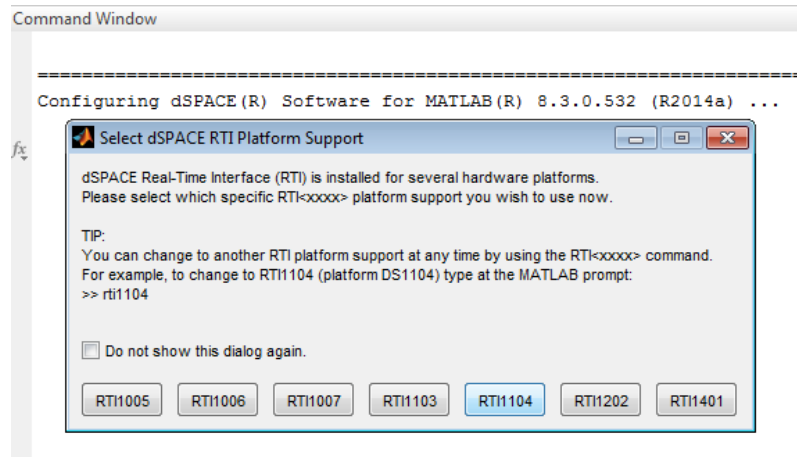 Command Window
================================================================
Configuring dSPACE(R) Software for MATLAB(R) 8.3.0.532 (R2014a) ...
fx
Select dSPACE RTI Platform Support
dSPACE Real-Time Interface (RTI) is installed for several hardware platforms.
Please select which specific RTI<xxxx> platform support you wish to use now.
TIP:
You can change to another RTI platform support at any time by using the RTI<xxxx> command.
For example, to change to RTI1104 (platform DS1104) type at the MATLAB prompt:
>> rti1104
Do not show this dialog again.
RTI1005 RTI1006 RTI1007 RTI1103 RTI1104 RTI1202 RTI1401